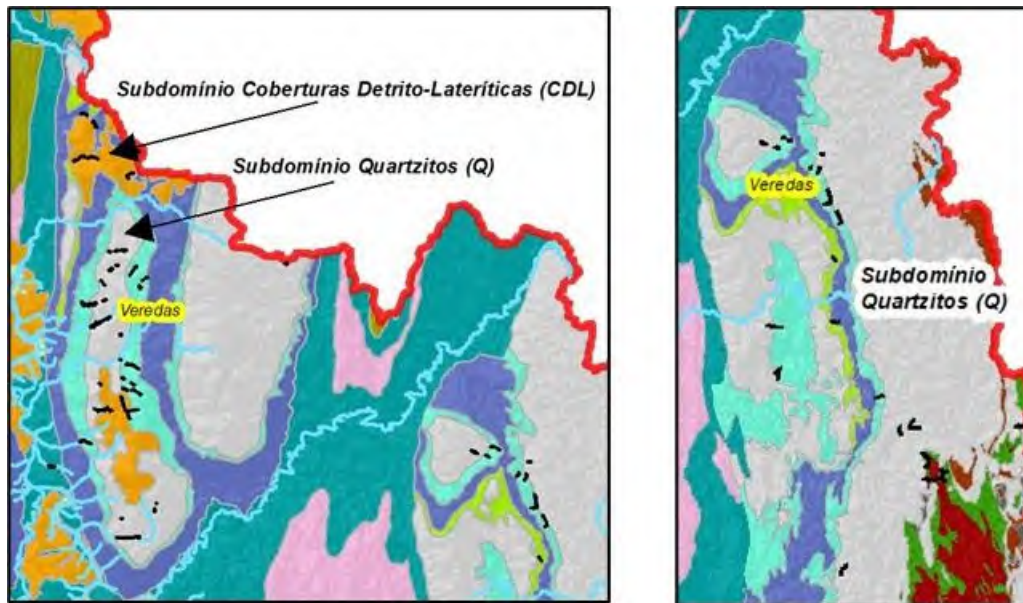 Subdomínio Coberturas Detrito-Lateríticas (CDL)
Subdomínio Quartzitos (Q)
Veredas
Veredas
Subdomínio
Quartzitos (Q)